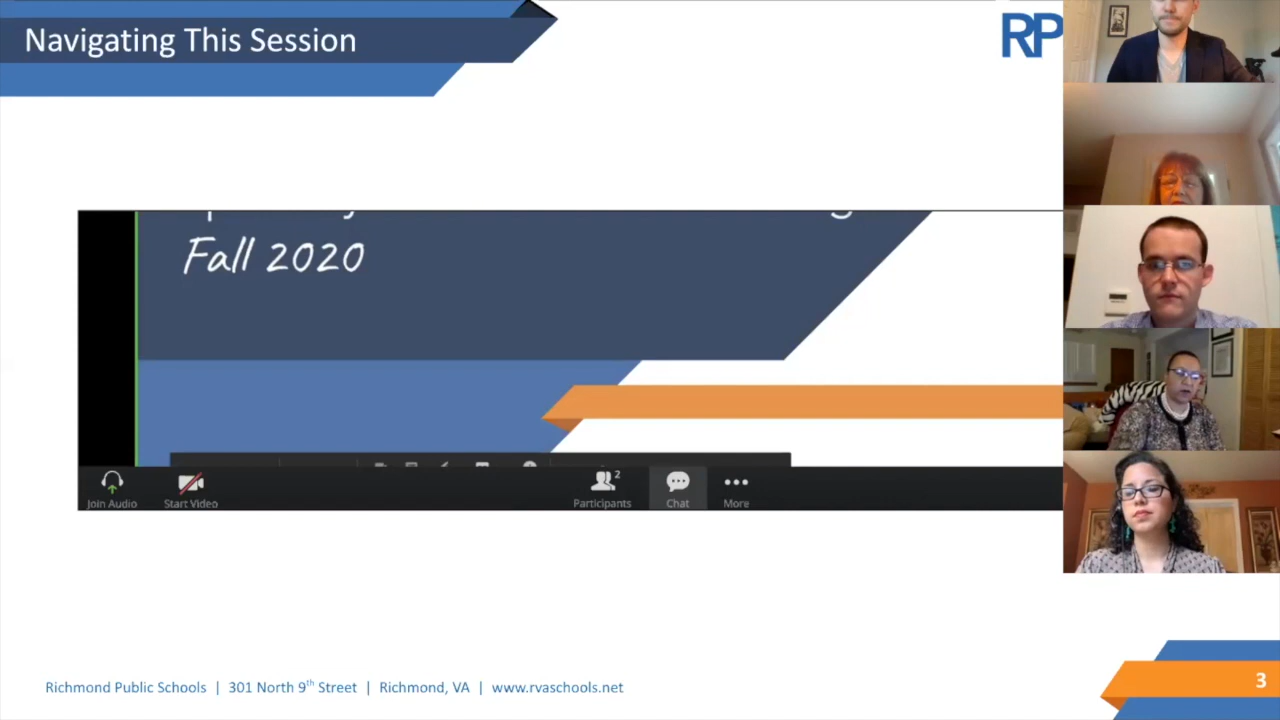 Navigating This Session
RP
Fall 2020
2
Join Audio
Start Video
Participants
Chat
More
Richmond Public Schools | 301 North 9th Street | Richmond, VA | www.rvaschools.net
3